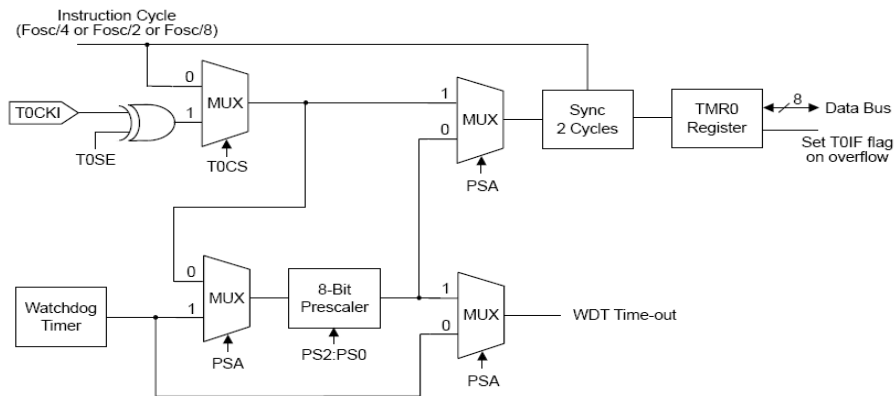 Instruction Cycle
(Fosc/4 or Fosc/2 or Fosc/8)
0
MUX
T0CKI
1
T0SE
T0CS
1
MUX
0
PSA
Sync
2 Cycles
TMR0
Register
8
Data Bus
Set T0IF flag
on overflow
0
MUX
1
PSA
Watchdog
Timer
8-Bit
Prescaler
PS2:PS0
1
MUX
0
PSA
WDT Time-out